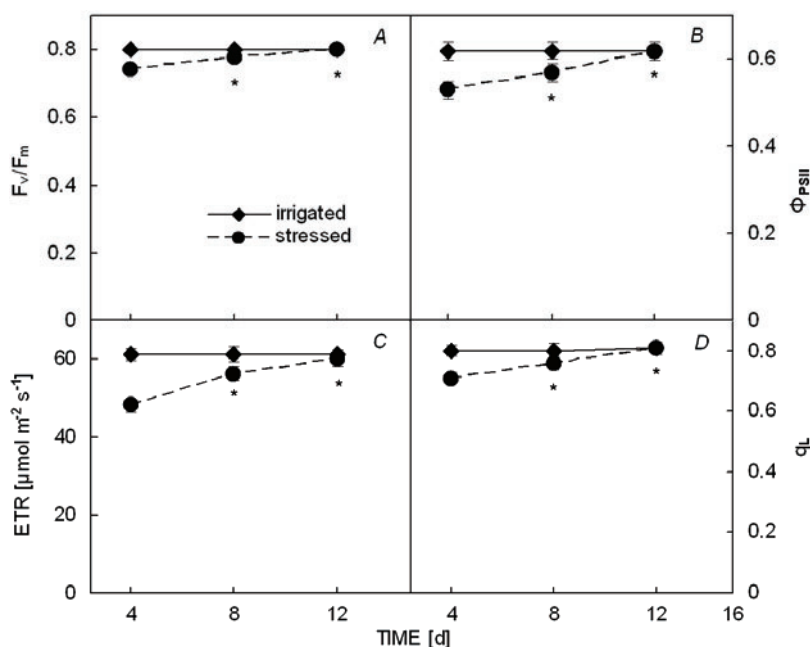 A
B
0.8
0.6
0.4
0.2
0
Fv/Fm
irrigated
stressed
* *
* *
0.6
0.4
0.2
0
ΦPSII
C
D
60
40
20
0
ETR [µmol m⁻² s⁻¹]
* *
* *
0.8
0.6
0.4
0.2
0
qL
4 8 12 4 8 12 16
TIME [d]